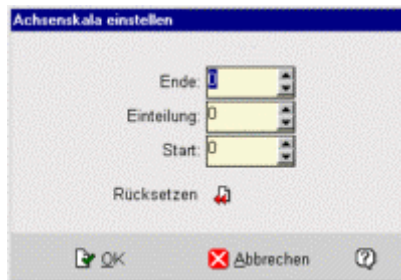 Achsenskala einstellen
Ende: 0
Einteilung: 0
Start: 0
Rücksetzen
OK Abbrechen ?